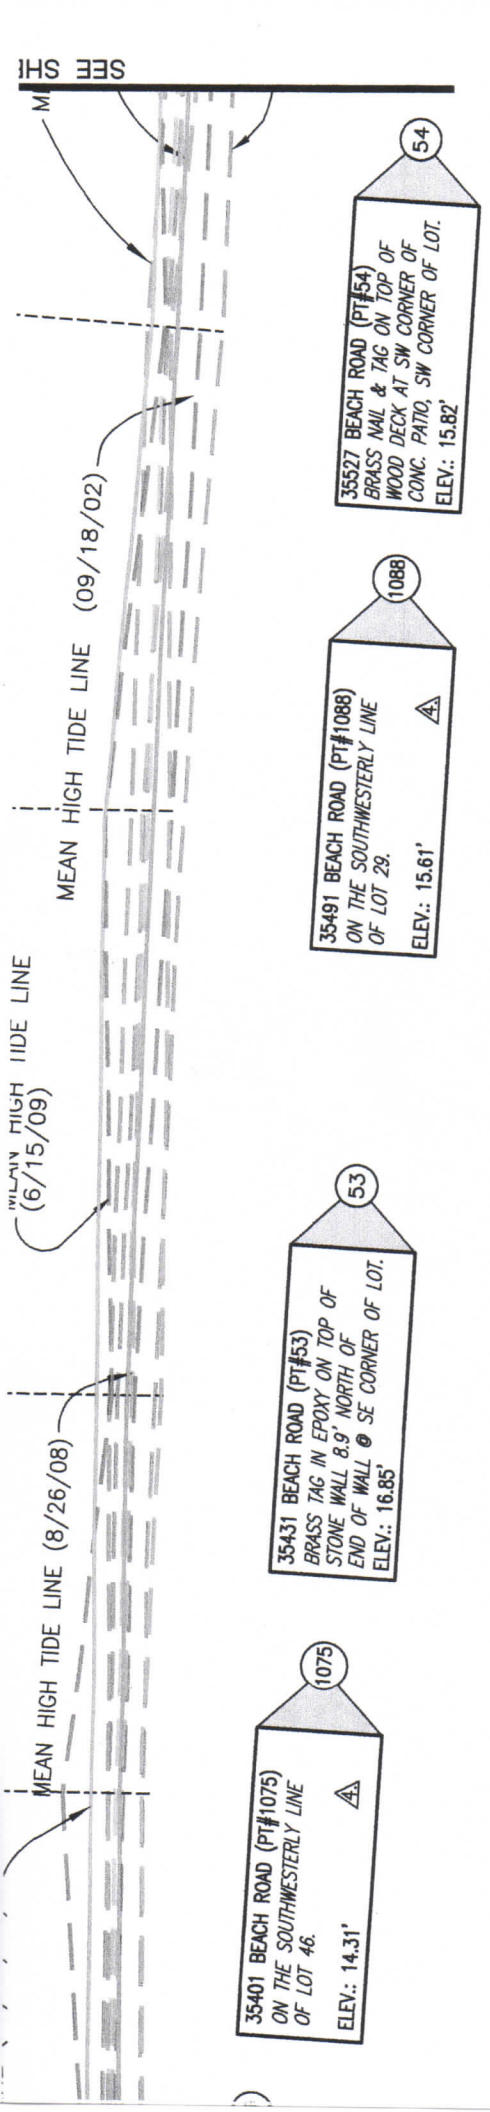 SEE SHE
MEAN HIGH TIDE LINE (8/26/08)
MEAN HIGH TIDE LINE
(6/15/09)
MEAN HIGH TIDE LINE (09/18/02)
M
35401 BEACH ROAD (PT#1075)
ON THE SOUTHWESTERLY LINE
OF LOT 46.
ELEV.: 14.31'
4.
1075
35431 BEACH ROAD (PT#53)
BRASS TAG IN EPOXY ON TOP OF
STONE WALL 8.9' NORTH OF
END OF WALL @ SE CORNER OF LOT.
ELEV.: 16.85'
53
35491 BEACH ROAD (PT#1088)
ON THE SOUTHWESTERLY LINE
OF LOT 29.
ELEV.: 15.61'
4.
1088
35527 BEACH ROAD (PT#54)
BRASS NAIL & TAG ON TOP OF
WOOD DECK AT SW CORNER OF
CONC. PATIO, SW CORNER OF LOT.
ELEV.: 15.82'
54